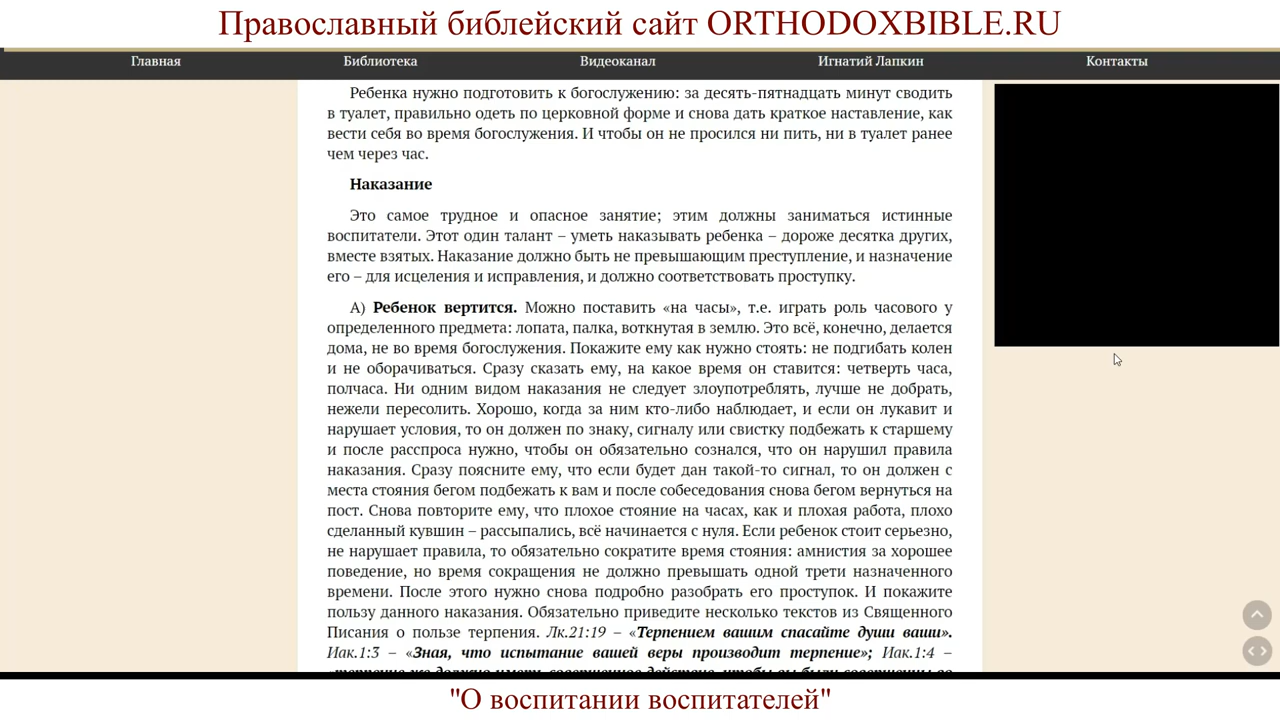 Православный библейский сайт ORTHODOXBIBLE.RU
Главная
Библиотека
Видеоканал
Игнатий Лапкин
Контакты
Ребенка нужно подготовить к богослужению: за десять-пятнадцать минут сводить
в туалет, правильно одеть по церковной форме и снова дать краткое наставление, как
вести себя во время богослужения. И чтобы он не просился ни пить, ни в туалет ранее
чем через час.
Наказание
Это самое трудное и опасное занятие; этим должны заниматься истинные
воспитатели. Этот один талант – уметь наказывать ребенка – дороже десятка других,
вместе взятых. Наказание должно быть не превышающим преступление, и назначение
его – для исцеления и исправления, и должно соответствовать проступку.
А) Ребенок вертится. Можно поставить «на часы», т.е. играть роль часового у
определенного предмета: лопата, палка, воткнутая в землю. Это всё, конечно, делается
дома, не во время богослужения. Покажите ему как нужно стоять: не подгибать колен
и не оборачиваться. Сразу сказать ему, на какое время он ставится: четверть часа,
полчаса. Ни одним видом наказания не следует злоупотреблять, лучше не добрать,
нежели пересолить. Хорошо, когда за ним кто-либо наблюдает, и если он лукавит и
нарушает условия, то он должен по знаку, сигналу или свистку подбежать к старшему
и после расспроса нужно, чтобы он обязательно сознался, что он нарушил правила
наказания. Сразу поясните ему, что если будет дан такой-то сигнал, то он должен с
места стояния бегом подбежать к вам и после собеседования снова бегом вернуться на
пост. Снова повторите ему, что плохое стояние на часах, как и плохая работа, плохо
сделанный кувшин – рассыпались, всё начинается с нуля. Если ребенок стоит серьезно,
не нарушает правила, то обязательно сократите время стояния: амнистия за хорошее
поведение, но время сокращения не должно превышать одной трети назначенного
времени. После этого нужно снова подробно разобрать его проступок. И покажите
пользу данного наказания. Обязательно приведите несколько текстов из Священного
Писания о пользе терпения. Лк.21:19 – «Терпением вашим спасайте души ваши».
Иак.1:3 – «Зная, что испытание вашей веры производит терпение»; Иак.1:4 –
"О воспитании воспитателей"